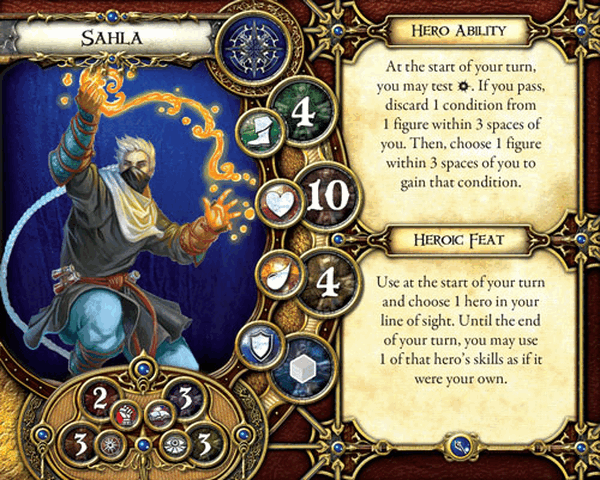 SAHLA
4
10
4
2
3
3
3
HERO ABILITY
At the start of your turn,
you may test . If you pass,
discard 1 condition from
1 figure within 3 spaces of
you. Then, choose 1 figure
within 3 spaces of you to
gain that condition.
HEROIC FEAT
Use at the start of your turn
and choose 1 hero in your
line of sight. Until the end
of your turn, you may use
1 of that hero's skills as if it
were your own.